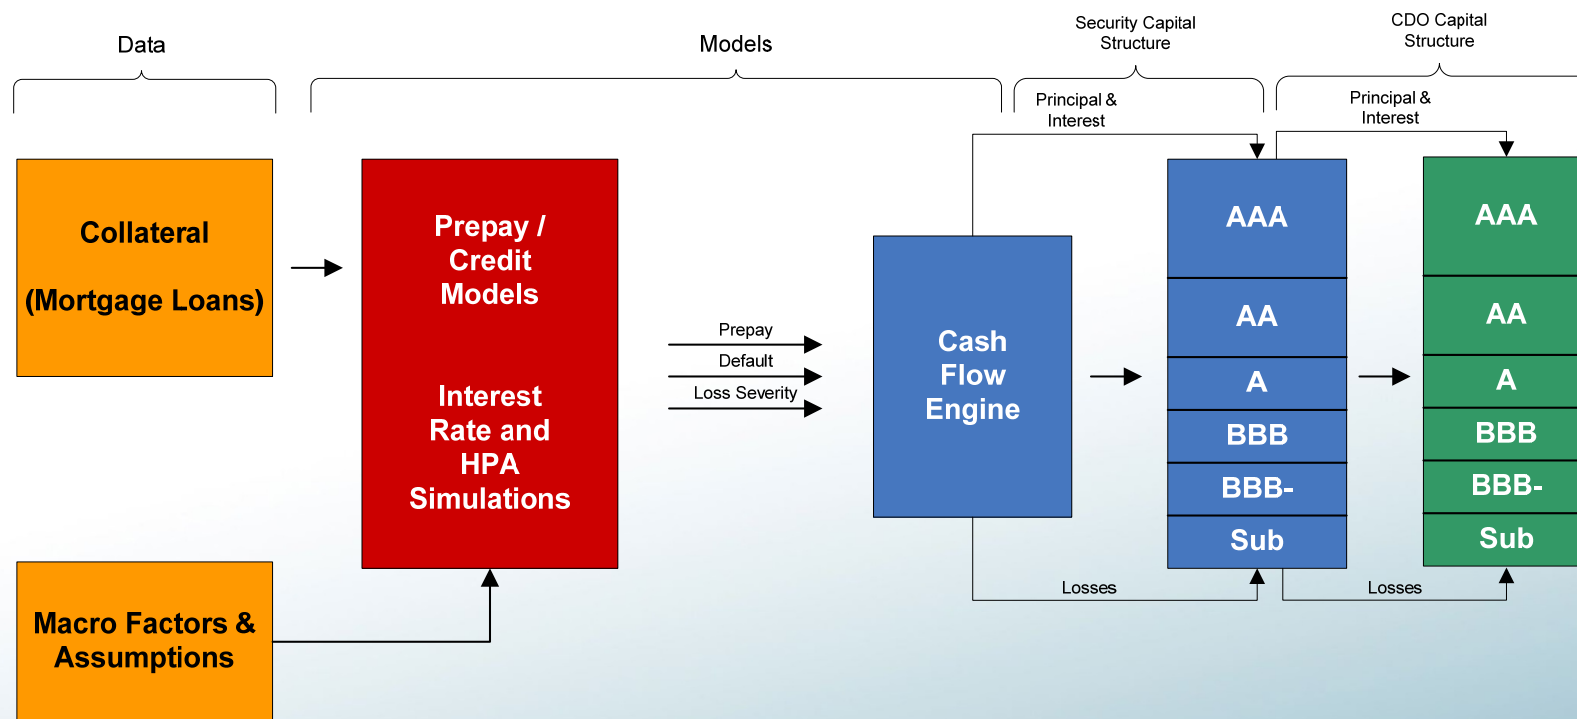 Data
Models
Security Capital
Structure
CDO Capital
Structure
Principal &
Interest
Principal &
Interest
Collateral
(Mortgage Loans)
Prepay /
Credit
Models
Interest
Rate and
HPA
Simulations
Prepay
Default
Loss Severity
Cash
Flow
Engine
AAA
AA
A
BBB
BBB-
Sub
AAA
AA
A
BBB
BBB-
Sub
Losses
Losses
Macro Factors &
Assumptions